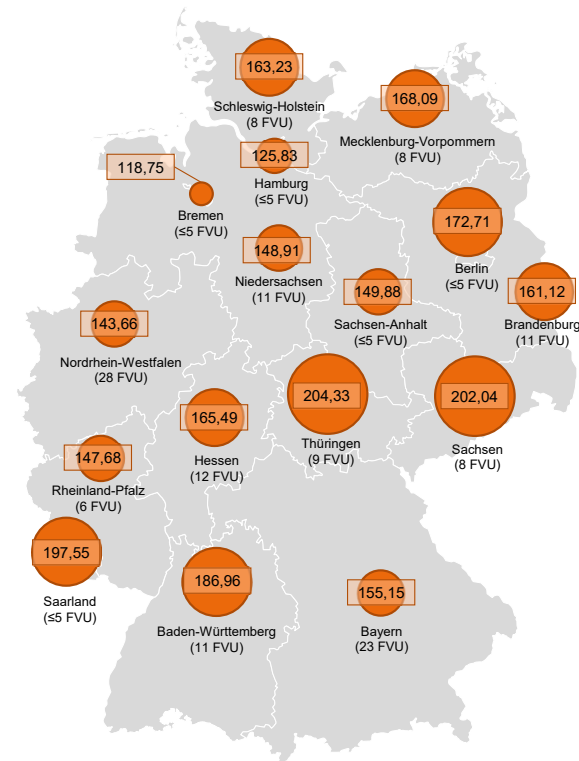 163,23
Schleswig-Holstein
(8 FVU)
168,09
Mecklenburg-Vorpommern
(8 FVU)
118,75
Bremen
(≤5 FVU)
125,83
Hamburg
(≤5 FVU)
172,71
Berlin
(≤5 FVU)
148,91
Niedersachsen
(11 FVU)
149,88
Sachsen-Anhalt
(≤5 FVU)
161,12
Brandenburg
(11 FVU)
143,66
Nordrhein-Westfalen
(28 FVU)
204,33
Thüringen
(9 FVU)
202,04
Sachsen
(8 FVU)
165,49
Hessen
(12 FVU)
147,68
Rheinland-Pfalz
(6 FVU)
197,55
Saarland
(≤5 FVU)
186,96
Baden-Württemberg
(11 FVU)
155,15
Bayern
(23 FVU)